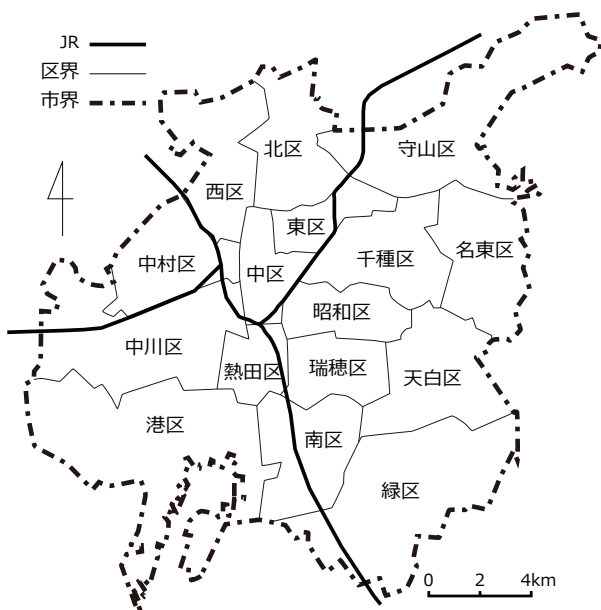 JR
区界
市界
北区
守山区
西区
東区
名東区
千種区
中村区
中区
昭和区
中川区
瑞穂区
熱田区
天白区
港区
南区
緑区
0 2 4km